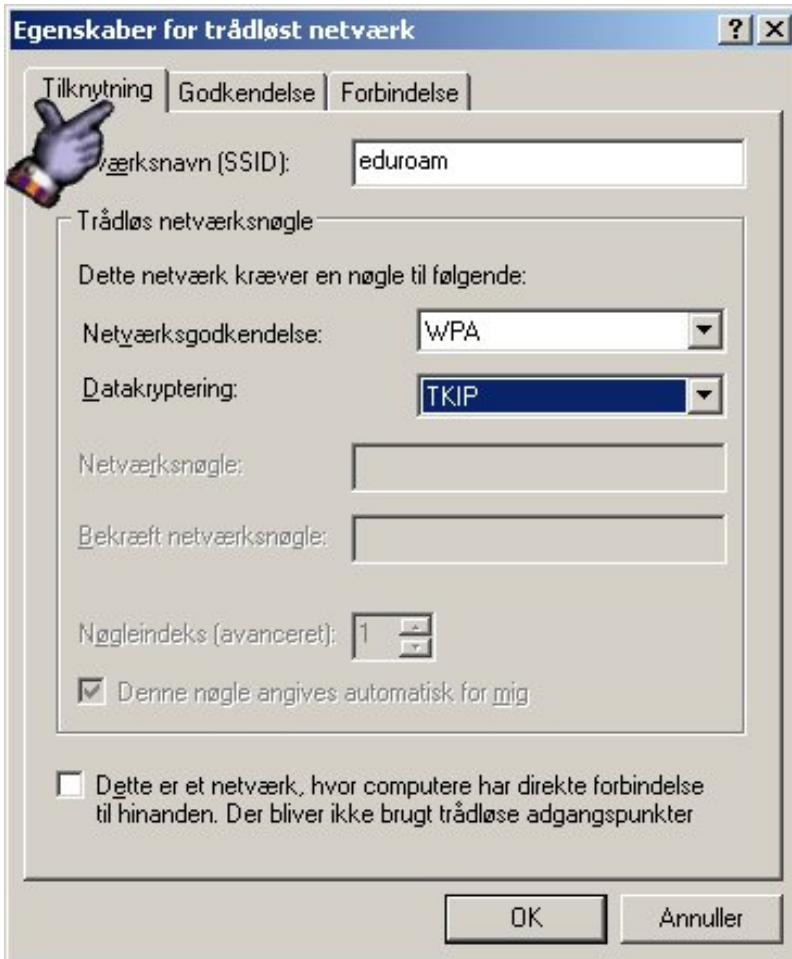 Egenskaber for trådløst netværk
Tilknytning Godkendelse Forbindelse
værksnavn (SSID): eduroam
Trådløs netværksnøgle
Dette netværk kræver en nøgle til følgende:
Netværksgodkendelse: WPA
Datakryptering: TKIP
Netværksnøgle:
Bekræft netværksnøgle:
Nøgleindeks (avanceret): 1
Denne nøgle angives automatisk for mig
Dette er et netværk, hvor computere har direkte forbindelse
til hinanden. Der bliver ikke brugt trådløse adgangspunkter
OK Annuller